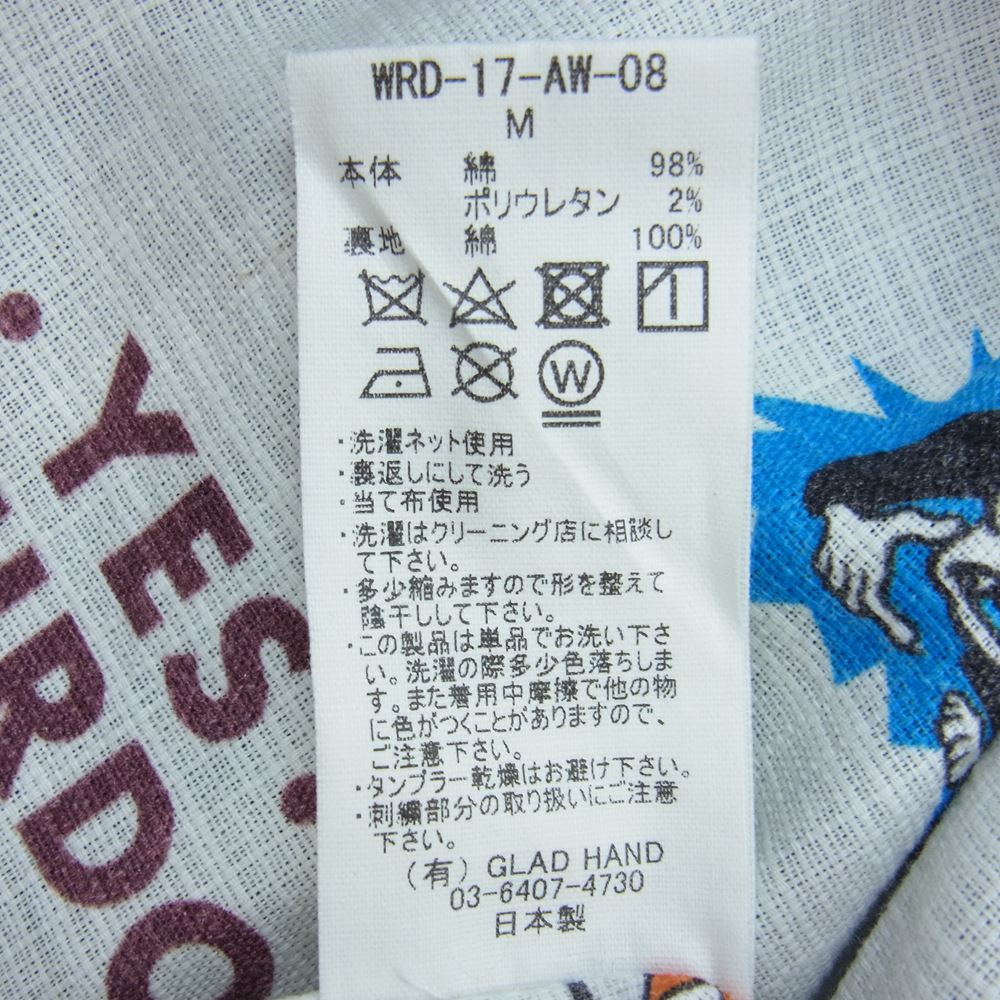 WRD-17-AW-08
M
本体 綿 98%
ポリウレタン 2%
裏地 綿 100%
W
・洗濯ネット使用
・裏返しにして洗う
・当て布使用
・洗濯はクリーニング店に相談し
て下さい。
・多少縮みますので形を整えて
陰干しして下さい。
・この製品は単品でお洗い下さ
い。洗濯の際多少色落ちしま
す。また着用中摩擦で他の物
に色がつくことがありますので、
ご注意下さい。
・タンブラー乾燥はお避け下さい。
・刺繍部分の取り扱いにご注意
下さい。
(有) GLAD HAND
03-6407-4730
日本製
・YES・